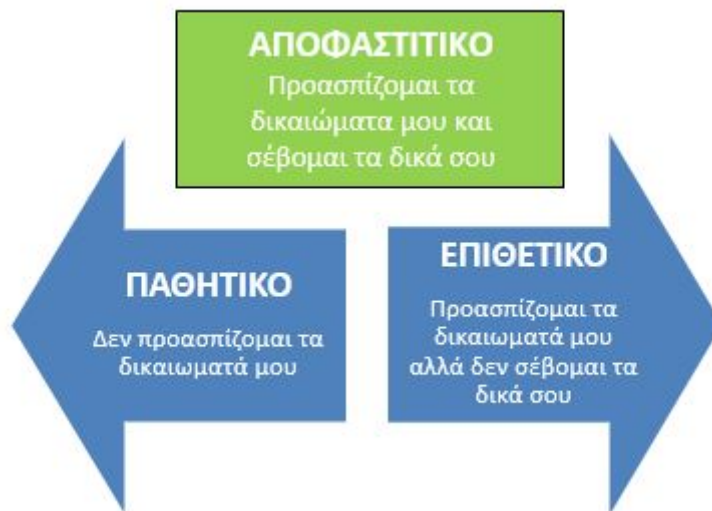 ΑΠΟΦΑΣΤΙΤΙΚΟ
Προασπίζομαι τα
δικαιώματα μου και
σέβομαι τα δικά σου
ΠΑΘΗΤΙΚΟ
Δεν προασπίζομαι τα
δικαιωματά μου
ΕΠΙΘΕΤΙΚΟ
Προασπίζομαι τα
δικαιωματά μου
αλλά δεν σέβομαι τα
δικά σου